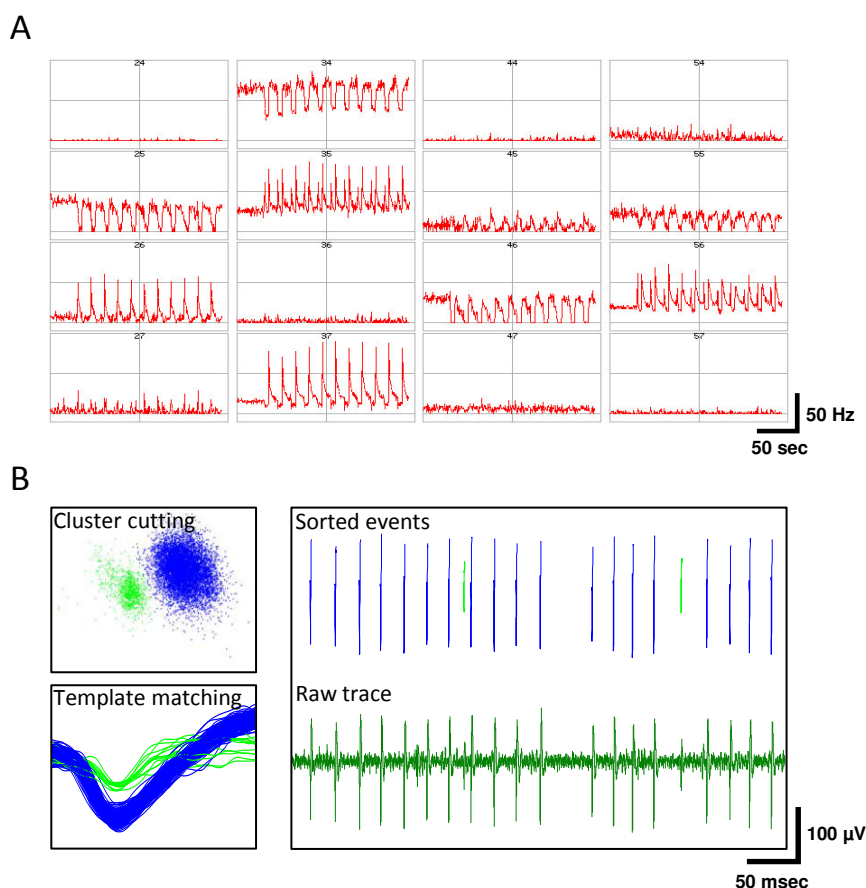 A
24 34 44 54
25 35 45 55
26 36 46 56
27 37 47 57
50 Hz
50 sec
B
Cluster cutting
Sorted events
Template matching
Raw trace
100 µV
50 msec